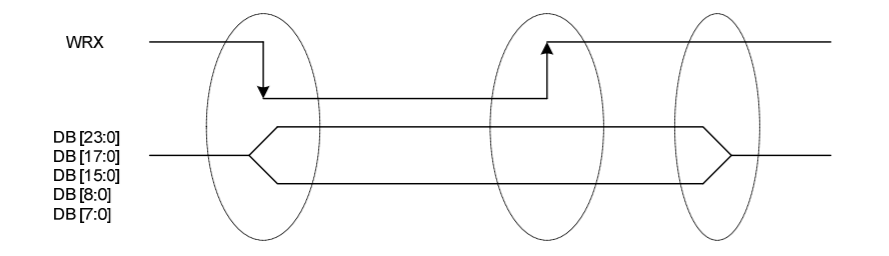 WRX
DB[23:0]
DB[17:0]
DB[15:0]
DB[8:0]
DB[7:0]